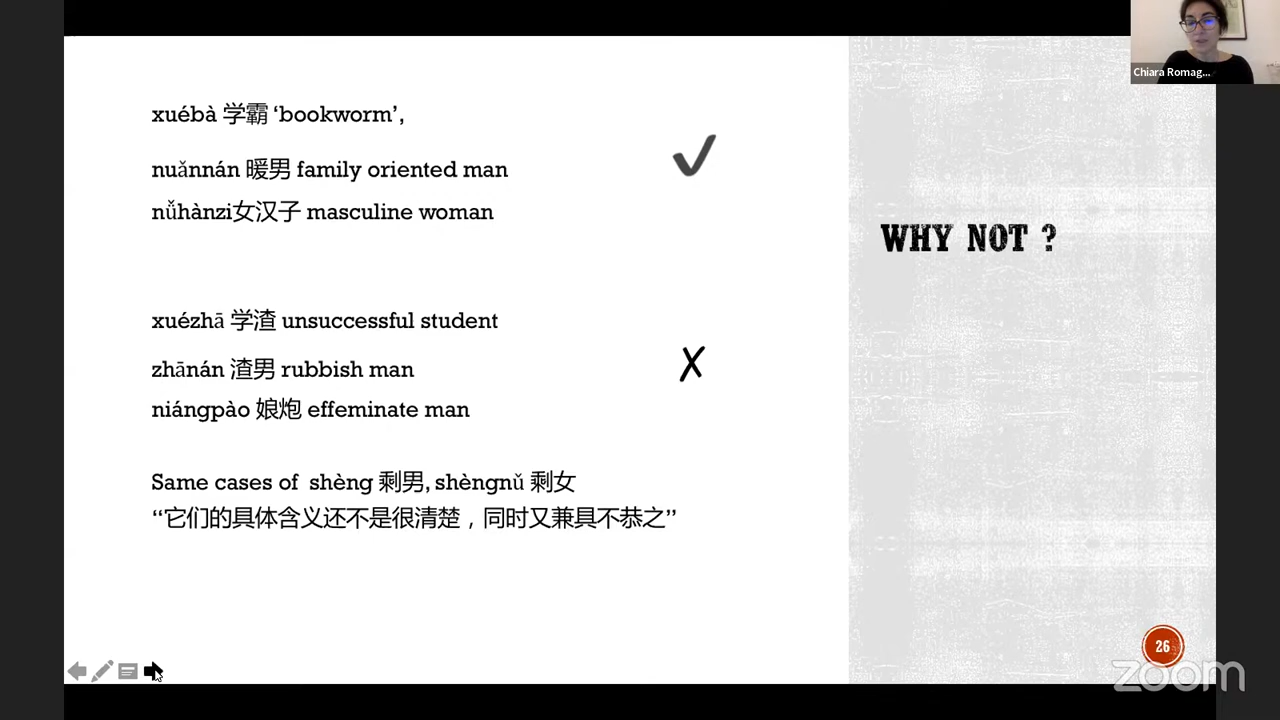 xuébà 学霸 ‘bookworm’,
nuǎnnán 暖男 family oriented man
nǚhànzi女汉子 masculine woman
xuézhā 学渣 unsuccessful student
zhānán 渣男 rubbish man
niángpào 娘炮 effeminate man
Same cases of  shèng 剩男, shèngnǔ 剩女
“它们的具体含义还不是很清楚，同时又兼具不恭之”
WHY NOT ?
Chiara Romag...
26
zoom